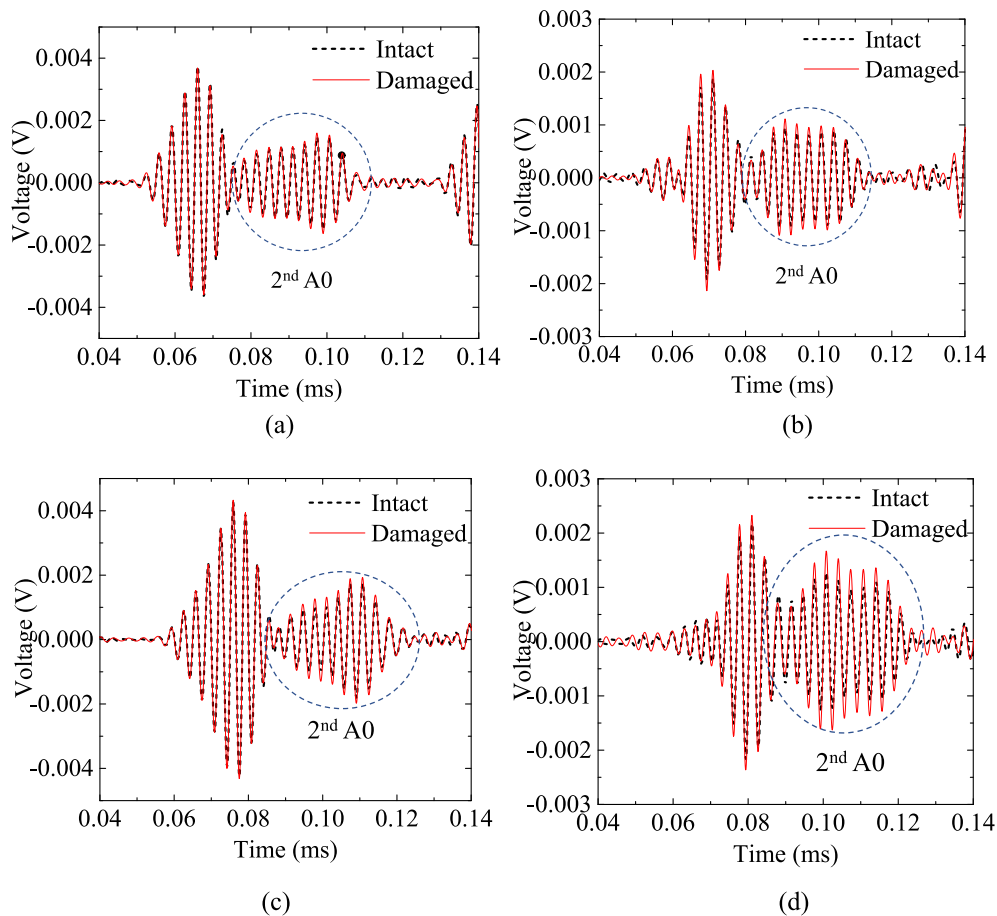 Intact
Damaged
Voltage (V)
0.004
0.002
0.000
-0.002
-0.004
2nd A0
0.04 0.06 0.08 0.10 0.12 0.14
Time (ms)
(a)
Intact
Damaged
Voltage (V)
0.003
0.002
0.001
0.000
-0.001
-0.002
-0.003
2nd A0
0.04 0.06 0.08 0.10 0.12 0.14
Time (ms)
(b)
Intact
Damaged
Voltage (V)
0.004
0.002
0.000
-0.002
-0.004
2nd A0
0.04 0.06 0.08 0.10 0.12 0.14
Time (ms)
(c)
Intact
Damaged
Voltage (V)
0.003
0.002
0.001
0.000
-0.001
-0.002
-0.003
2nd A0
0.04 0.06 0.08 0.10 0.12 0.14
Time (ms)
(d)